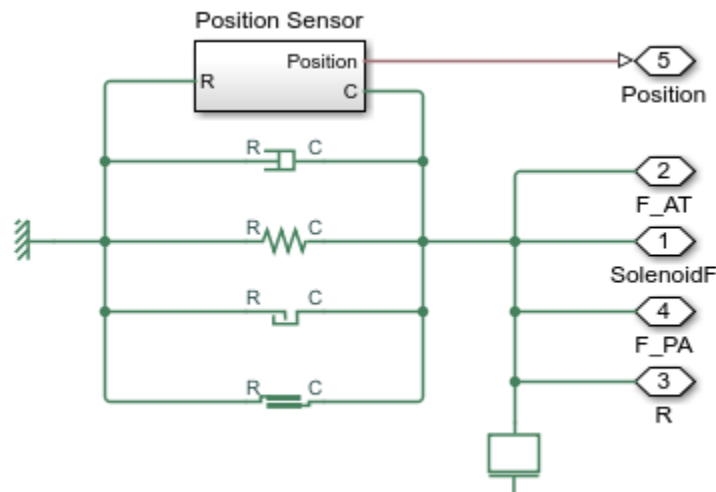 Position Sensor
R Position
C
5
Position
R C
2
F_AT
R C
1
SolenoidF
R C
4
F_PA
R C
3
R